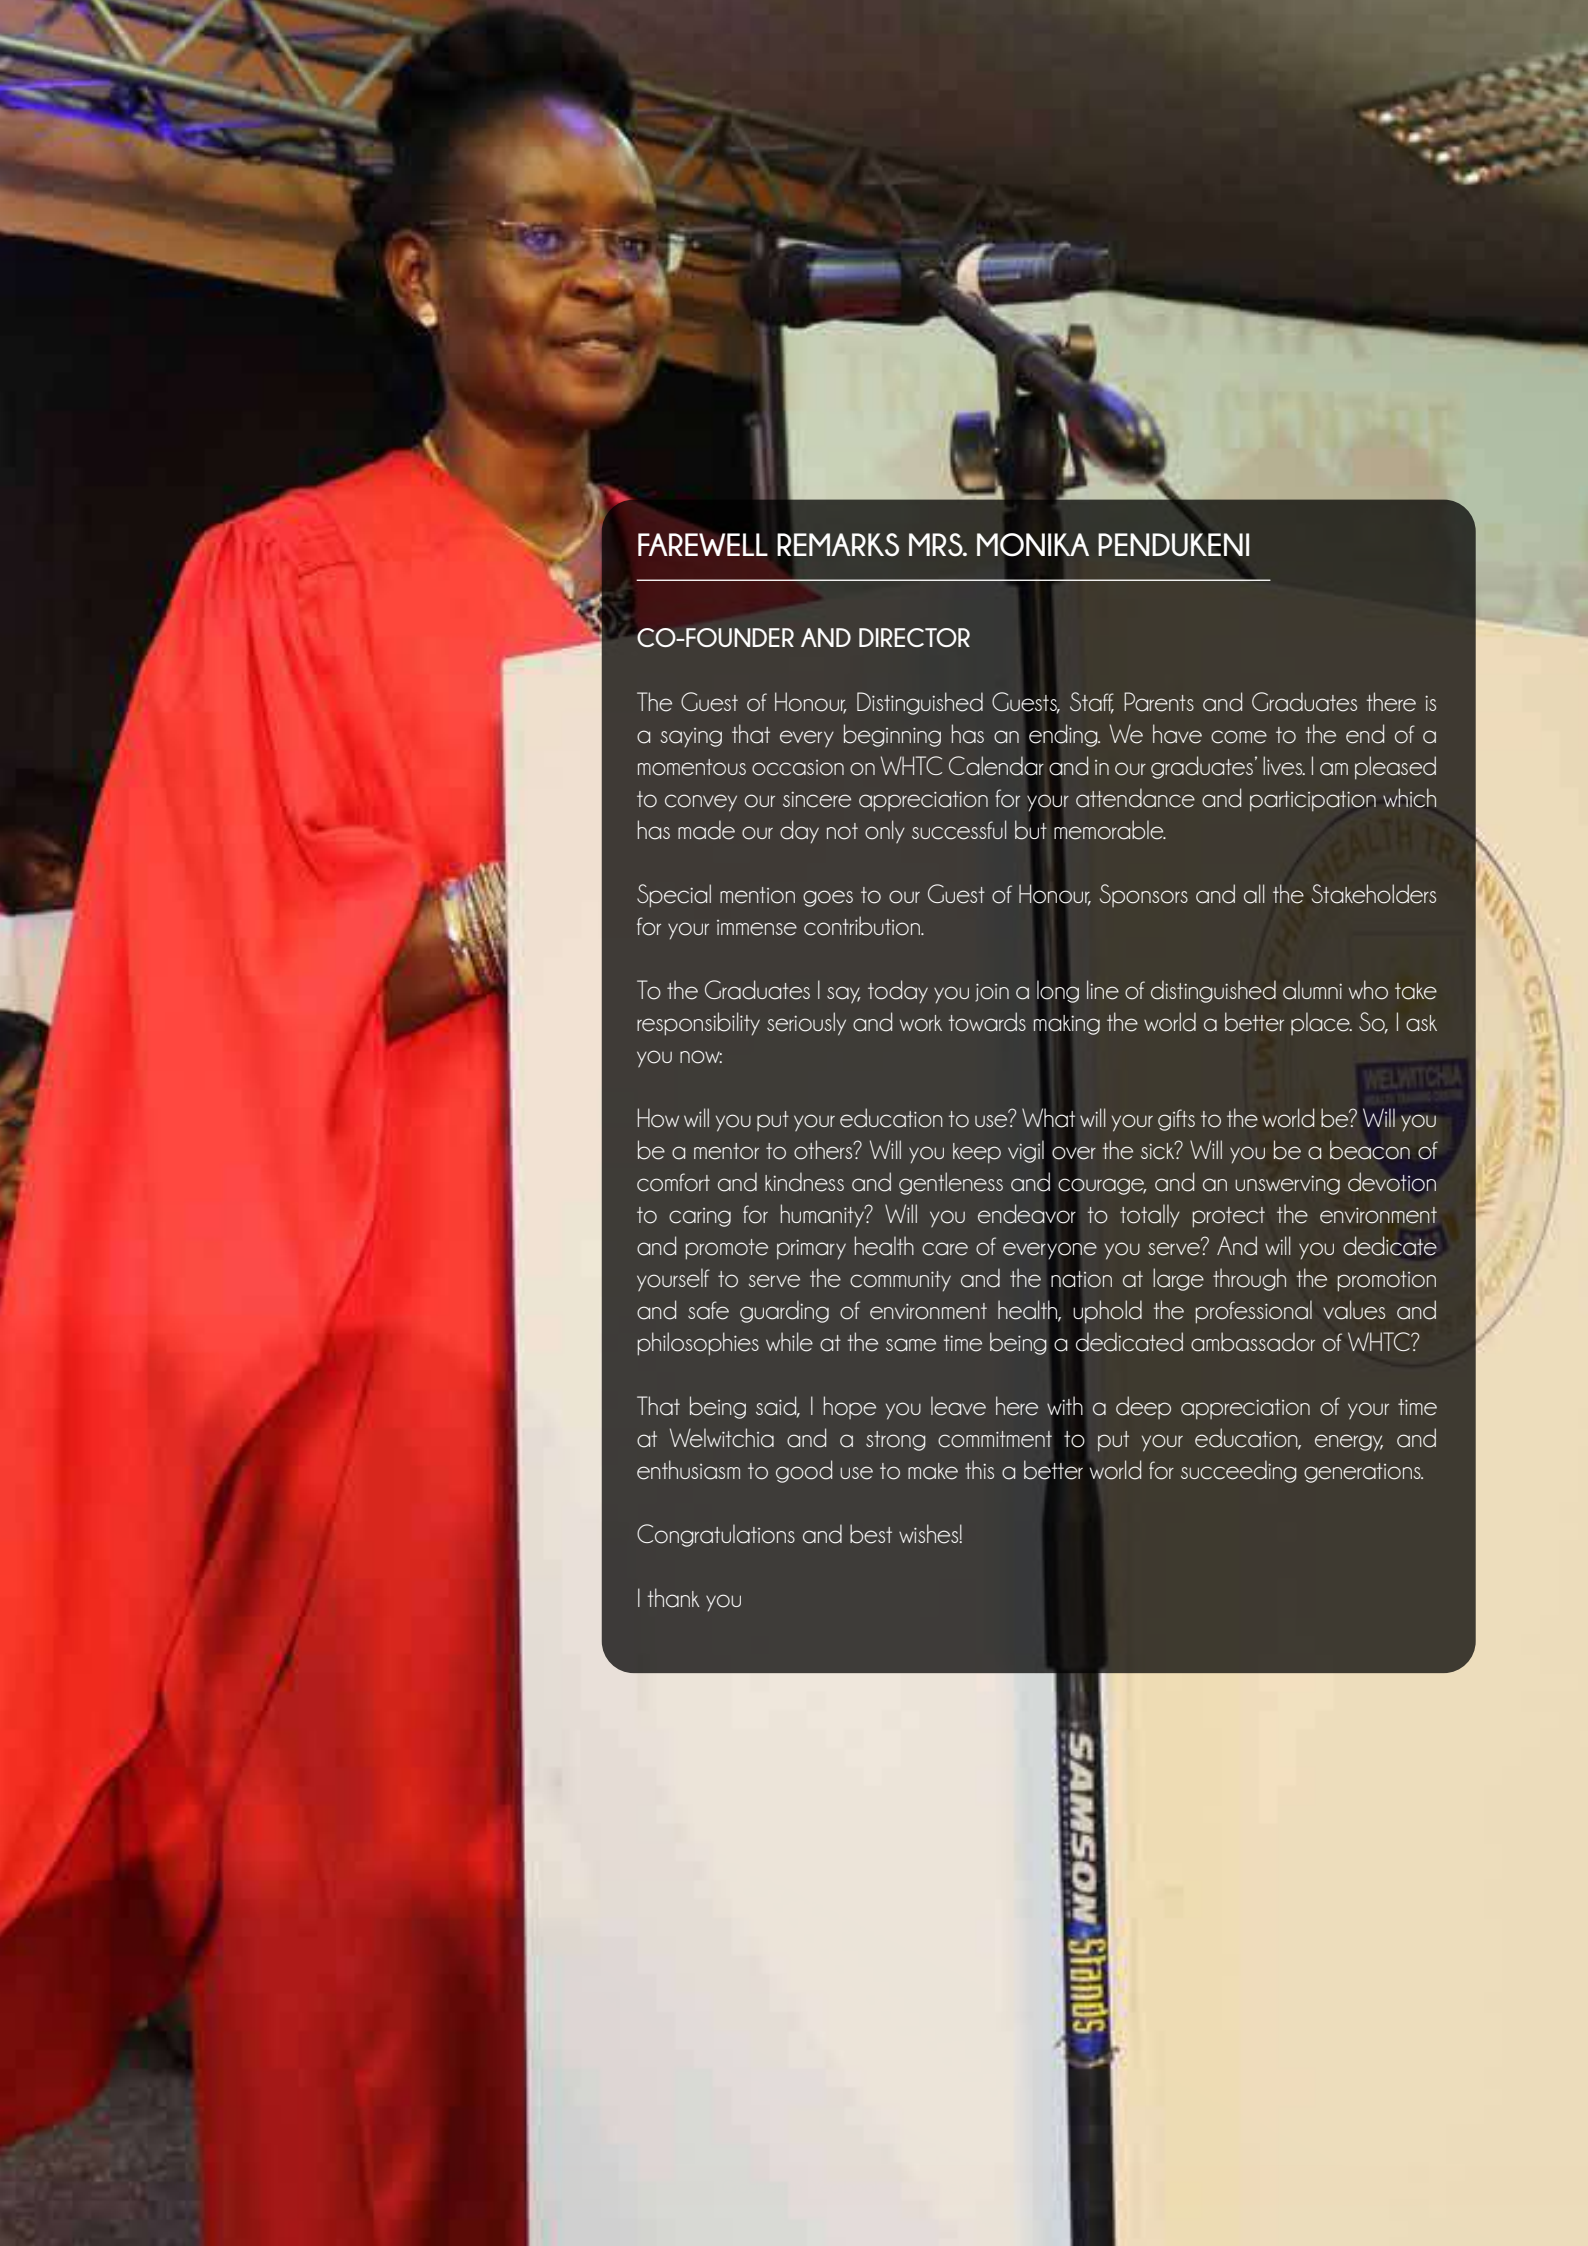 TRA
G CENTRE
FAREWELL REMARKS MRS. MONIKA PENDUKENI
CO-FOUNDER AND DIRECTOR
The Guest of Honour, Distinguished Guests, Staff, Parents and Graduates there is
a saying that every beginning has an ending. We have come to the end of a
momentous occasion on WHTC Calendar and in our graduates' lives. I am pleased
to convey our sincere appreciation for your attendance and participation which
has made our day not only successful but memorable.
Special mention goes to our Guest of Honour, Sponsors and all the Stakeholders
for your immense contribution.
To the Graduates I say, today you join a long line of distinguished alumni who take
responsibility seriously and work towards making the world a better place. So, I ask
you now:
How will you put your education to use? What will your gifts to the world be? Will you
be a mentor to others? Will you keep vigil over the sick? Will you be a beacon of
comfort and kindness and gentleness and courage, and an unswerving devotion
to caring for humanity? Will you endeavor to totally protect the environment
and promote primary health care of everyone you serve? And will you dedicate
yourself to serve the community and the nation at large through the promotion
and safe guarding of environment health, uphold the professional values and
philosophies while at the same time being a dedicated ambassador of WHTC?
That being said, I hope you leave here with a deep appreciation of your time
at Welwitchia and a strong commitment to put your education, energy, and
enthusiasm to good use to make this a better world for succeeding generations.
Congratulations and best wishes!
I thank you
WELWITCHIA HEALTH TRAINING CENTRE
WELWITCHIA
HEALTH TRAINING CENTRE
SAMSON Stands